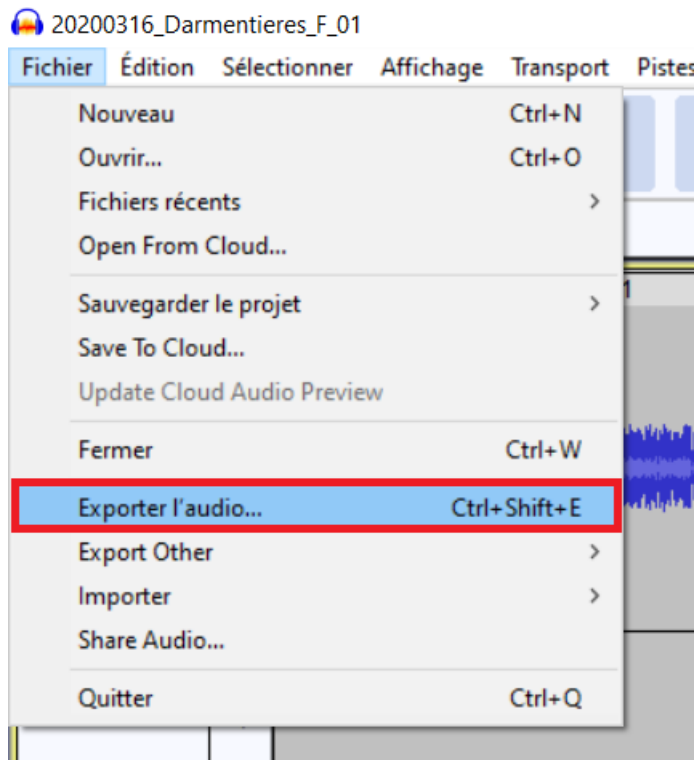 20200316_Darmentieres_F_01
Fichier Édition Sélectionner Affichage Transport Pistes
Nouveau Ctrl+N
Ouvrir... Ctrl+O
Fichiers récents >
Open From Cloud...
Sauvegarder le projet >
Save To Cloud...
Update Cloud Audio Preview
Fermer Ctrl+W
Exporter l'audio... Ctrl+Shift+E
Export Other >
Importer >
Share Audio...
Quitter Ctrl+Q